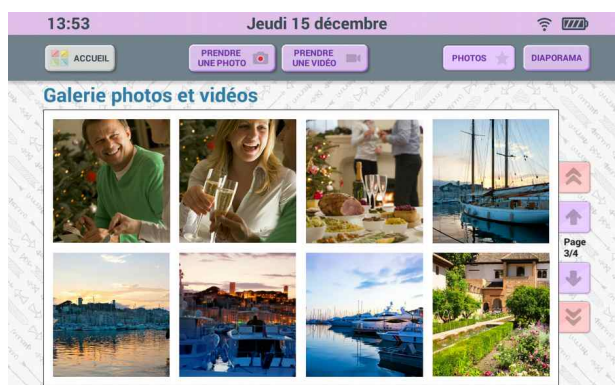 13:53
Jeudi 15 décembre
ACCUEIL
PRENDRE
UNE PHOTO
PRENDRE
UNE VIDÉO
PHOTOS
DIAPORAMA
Galerie photos et vidéos
Page
3/4